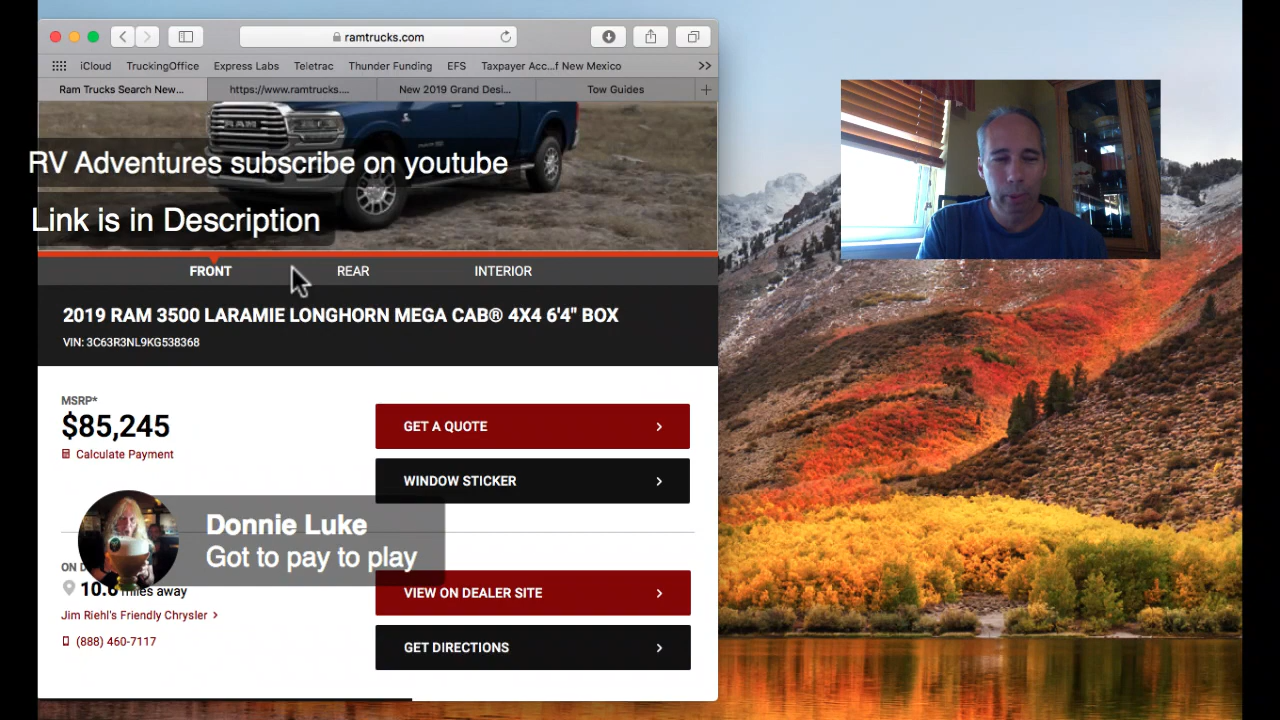 ramtrucks.com
iCloud TruckingOffice Express Labs Teletrac Thunder Funding EFS Taxpayer Acc...f New Mexico
Ram Trucks Search New... https://www.ramtrucks.... New 2019 Grand Desi... Tow Guides
RAM
RV Adventures subscribe on youtube
Link is in Description
FRONT REAR INTERIOR
2019 RAM 3500 LARAMIE LONGHORN MEGA CAB® 4X4 6'4" BOX
VIN: 3C63R3NL9KG538368
MSRP*
$85,245
Calculate Payment
GET A QUOTE
WINDOW STICKER
Donnie Luke
Got to pay to play
miles away
Jim Riehl's Friendly Chrysler
(888) 460-7117
VIEW ON DEALER SITE
GET DIRECTIONS